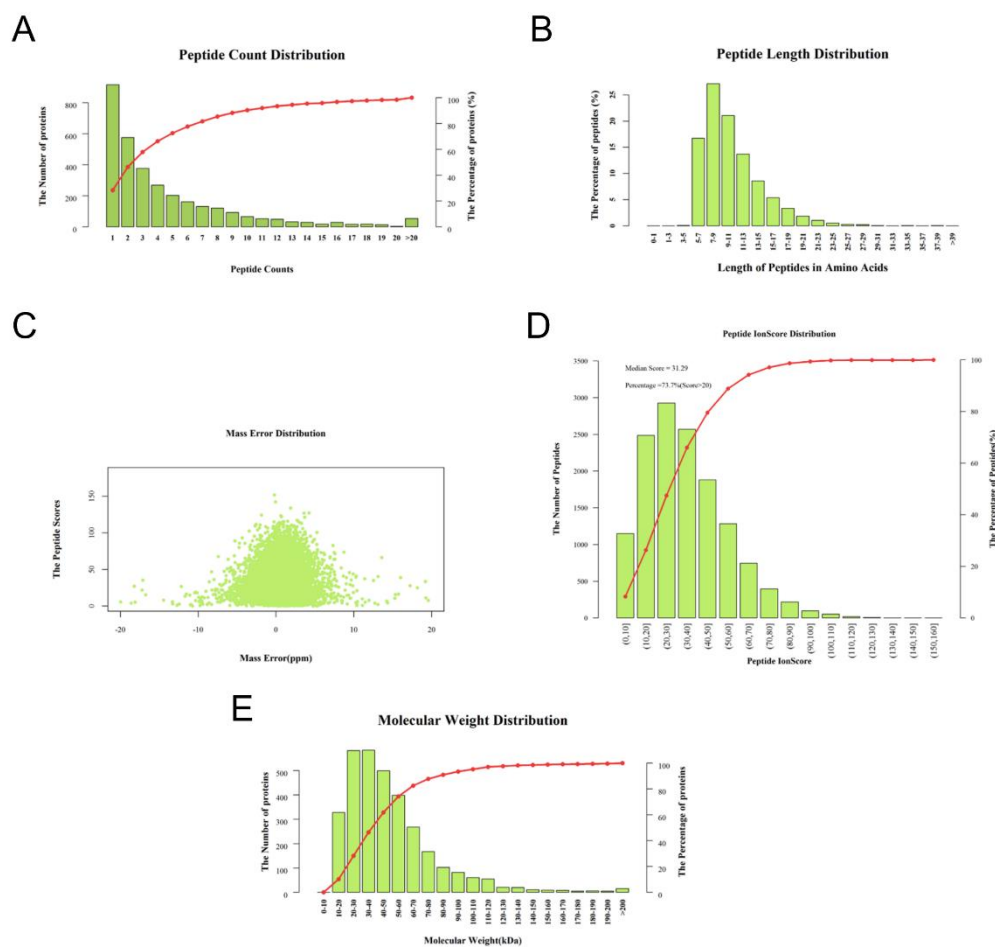 A
Peptide Count Distribution
The Number of proteins
0
200
400
600
800
The Percentage of proteins (%)
0
20
40
60
80
100
1 2 3 4 5 6 7 8 9 10 11 12 13 14 15 16 17 18 19 20 >20
Peptide Counts
B
Peptide Length Distribution
The Percentage of peptides (%)
0
5
10
15
20
25
0-1 1-3 3-5 5-7 7-9 9-11 11-13 13-15 15-17 17-19 19-21 21-23 23-25 25-27 27-29 29-31 31-33 33-35 35-37 37-39 >39
Length of Peptides in Amino Acids
C
Mass Error Distribution
The Peptide Scores
0
50
100
150
-20 -10 0 10 20
Mass Error(ppm)
D
Peptide IonScore Distribution
Median Score = 31.29
Percentage =73.7%(Score>20)
The Number of Peptides
0
500
1000
1500
2000
2500
3000
3500
The Percentage of Peptides(%)
0
20
40
60
80
100
(0,10] (10,20] (20,30] (30,40] (40,50] (50,60] (60,70] (70,80] (80,90] (90,100] (100,110] (110,120] (120,130] (130,140] (140,150] (150,160]
Peptide IonScore
E
Molecular Weight Distribution
The Number of proteins
0
100
200
300
400
500
The Percentage of proteins
0
20
40
60
80
100
0-10 10-20 20-30 30-40 40-50 50-60 60-70 70-80 80-90 90-100 100-110 110-120 120-130 130-140 140-150 150-160 160-170 170-180 180-190 190-200 >200
Molecular Weight(kDa)